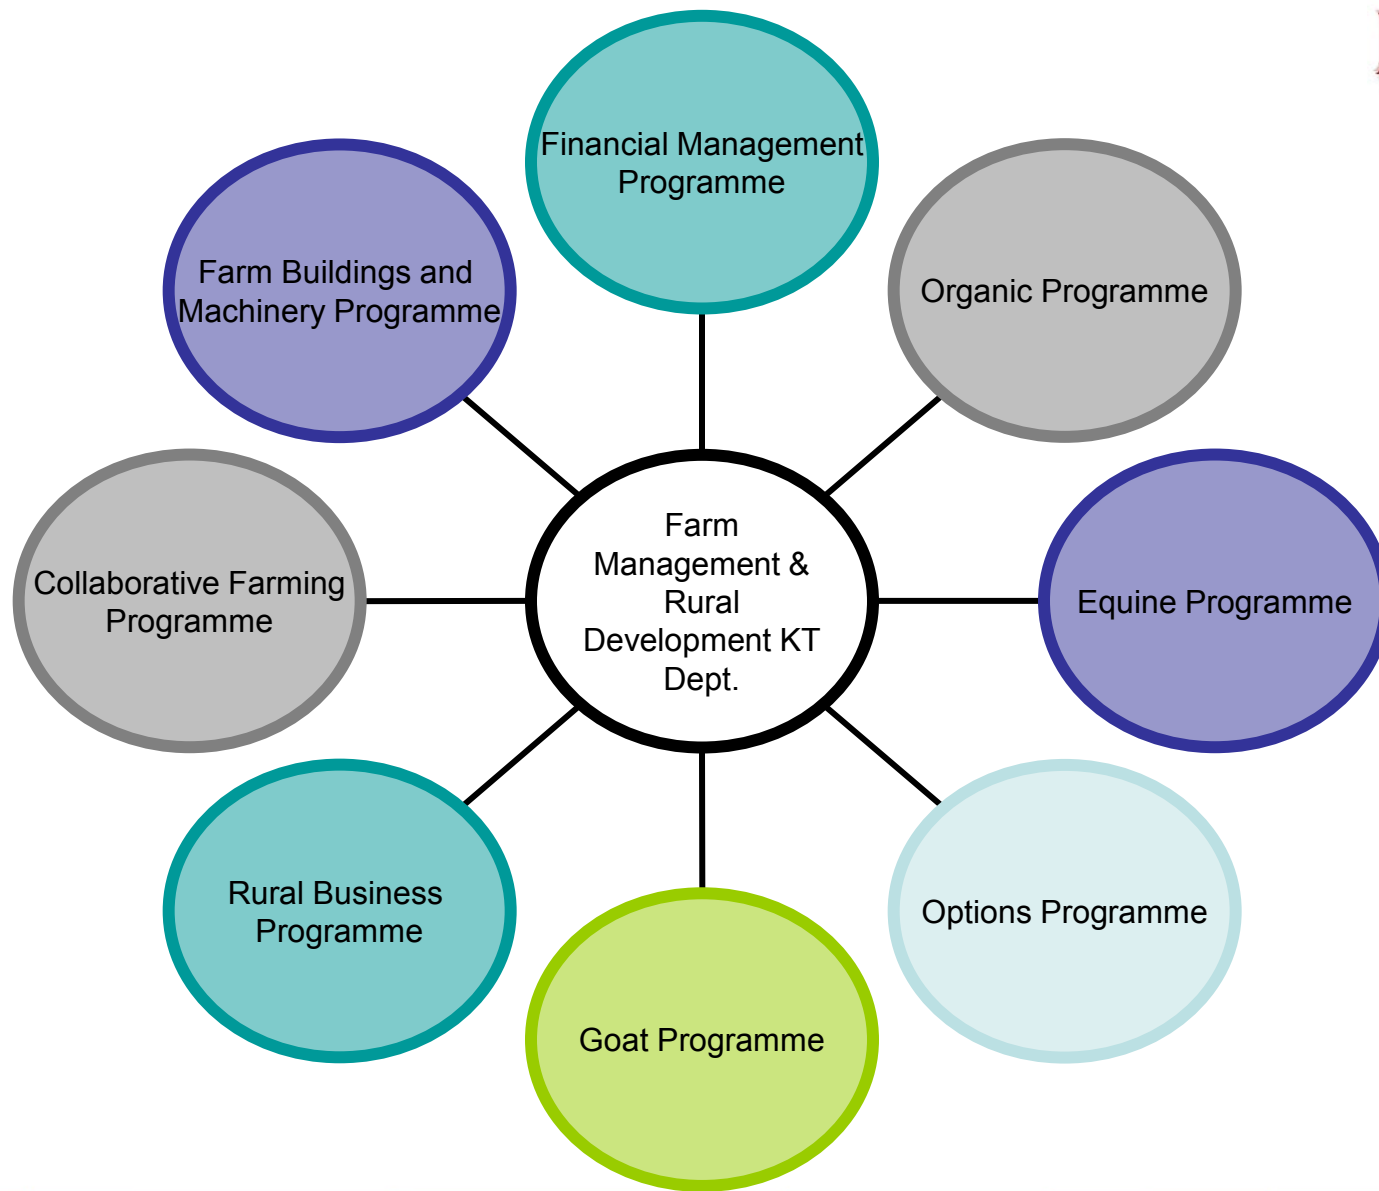 Financial Management
Programme
Farm Buildings and
Machinery Programme
Organic Programme
Farm
Management &
Rural
Development KT
Dept.
Collaborative Farming
Programme
Equine Programme
Rural Business
Programme
Options Programme
Goat Programme